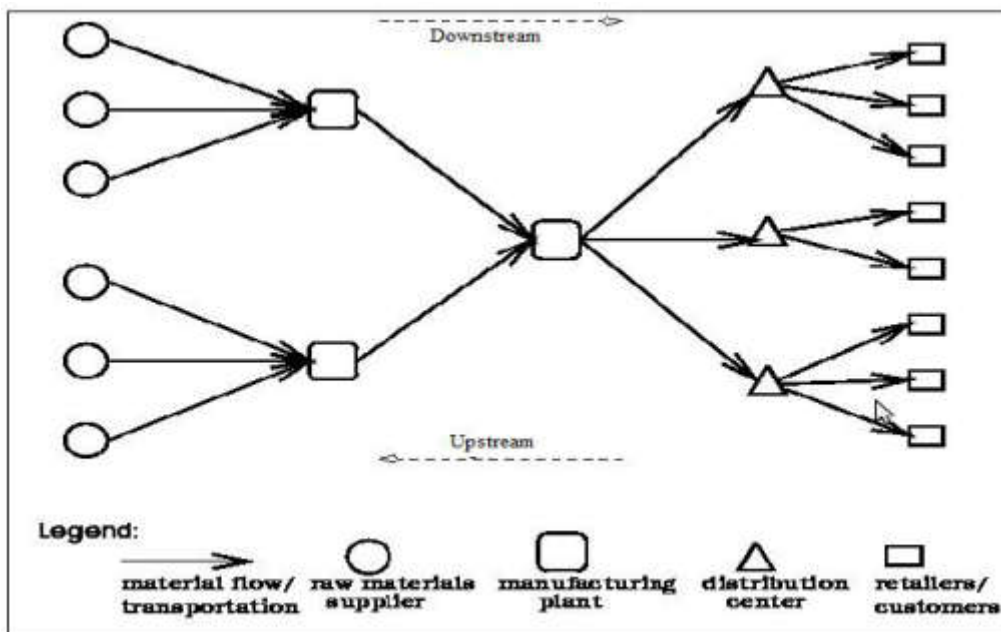 Downstream
Upstream
Legend:
material flow/
transportation
raw materials
supplier
manufacturing
plant
distribution
center
retailers/
customers